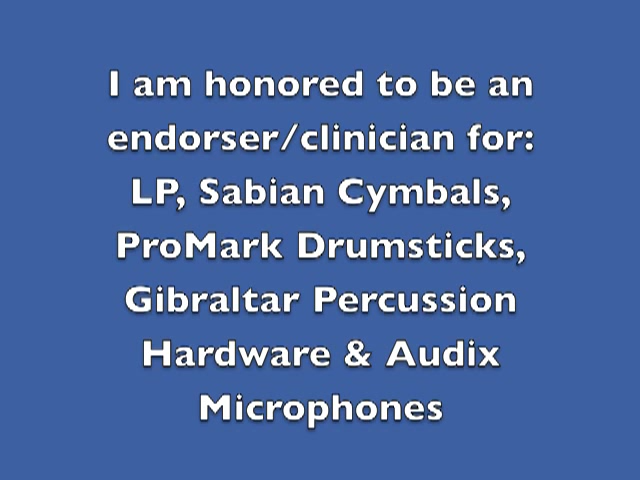 I am honored to be an
endorser/clinician for:
LP, Sabian Cymbals,
ProMark Drumsticks,
Gibraltar Percussion
Hardware & Audix
Microphones